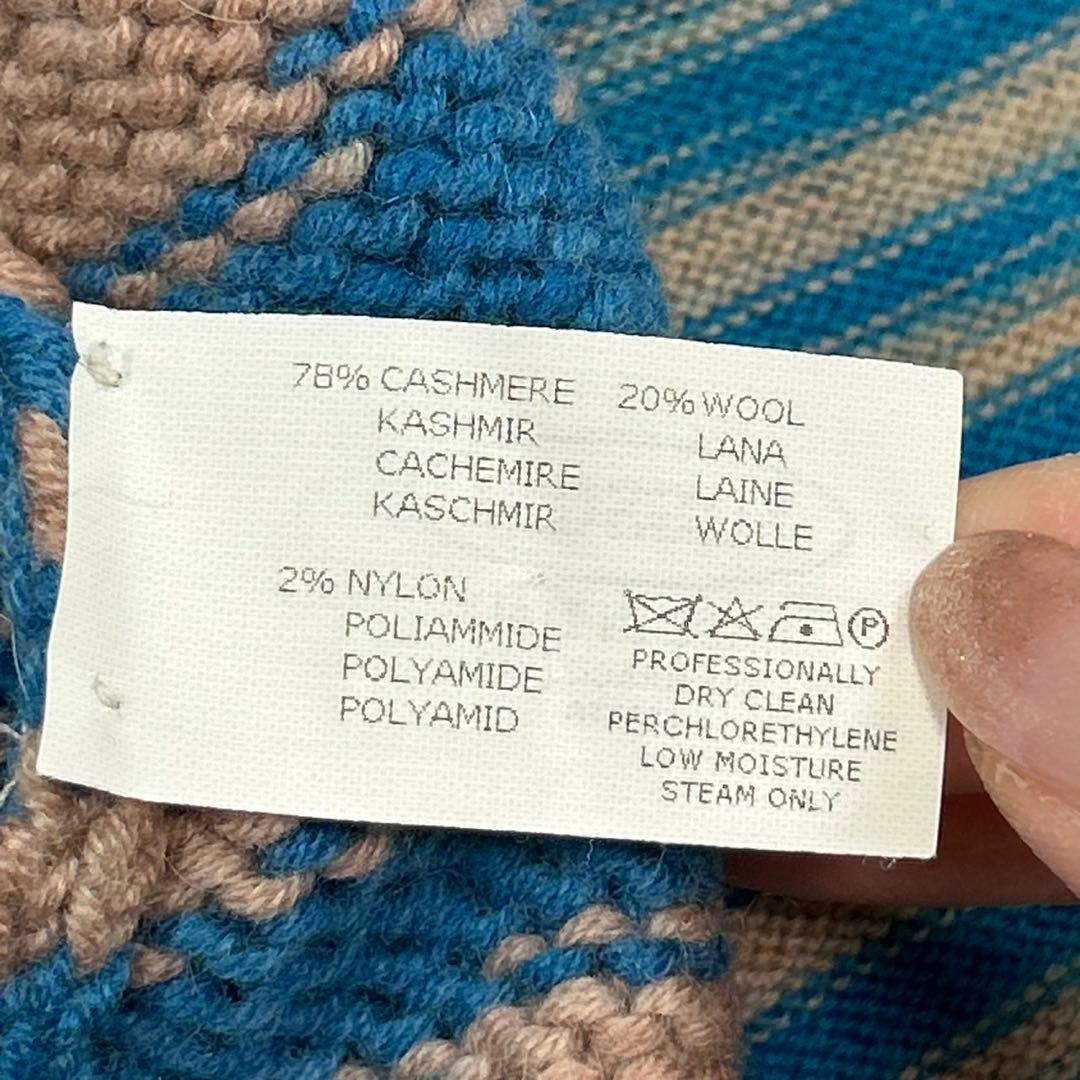 78% CASHMERE
KASHMIR
CACHEMIRE
KASCHMIR
20% WOOL
LANA
LAINE
WOLLE
2% NYLON
POLIAMMIDE
POLYAMIDE
POLYAMID
P
PROFESSIONALLY
DRY CLEAN
PERCHLORETHYLENE
LOW MOISTURE
STEAM ONLY